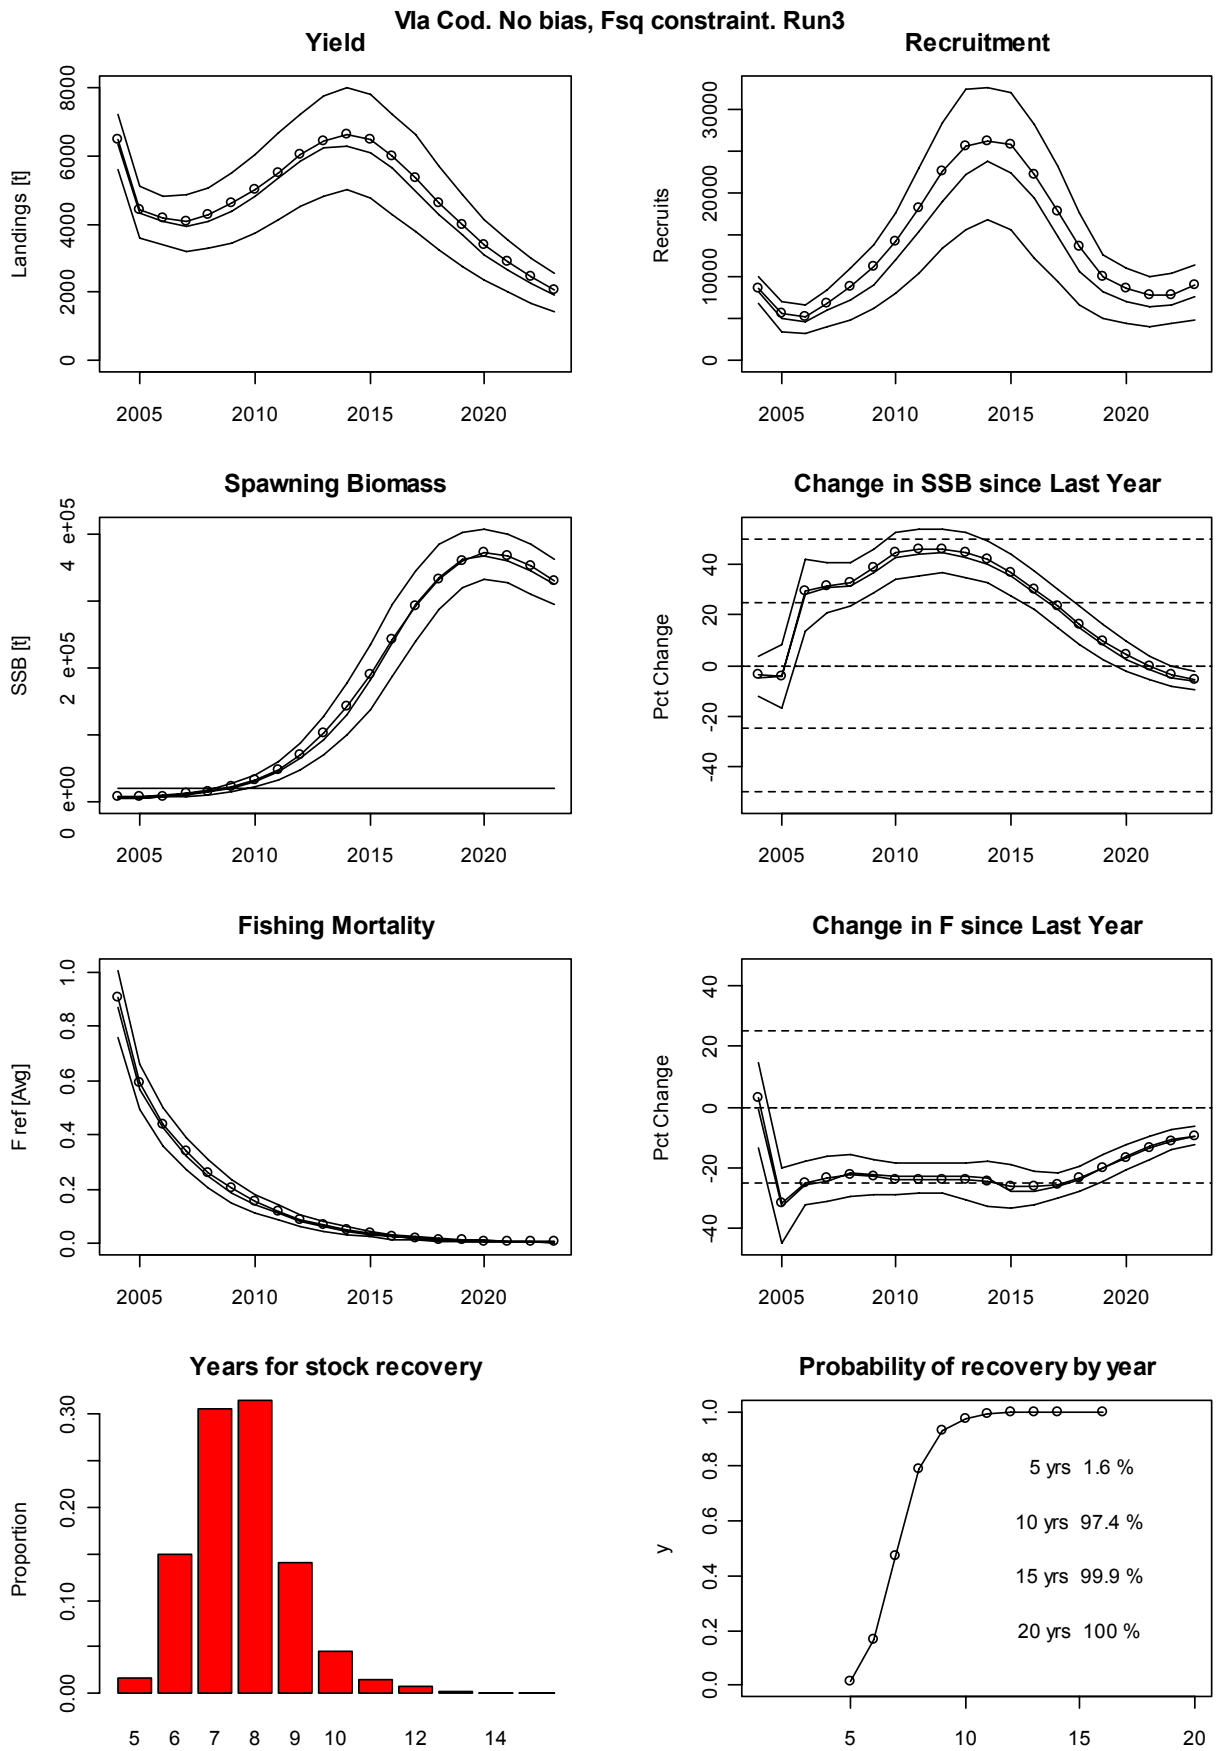 VIa Cod. No bias, Fsq constraint. Run3
Yield
Landings [t]
0 2000 4000 6000 8000
2005 2010 2015 2020
Recruitment
Recruits
0 10000 20000 30000
2005 2010 2015 2020
Spawning Biomass
SSB [t]
0 e+00 2 e+05 4 e+05
2005 2010 2015 2020
Change in SSB since Last Year
Pct Change
-40 -20 0 20 40
2005 2010 2015 2020
Fishing Mortality
F ref [Avg]
0.0 0.2 0.4 0.6 0.8 1.0
2005 2010 2015 2020
Change in F since Last Year
Pct Change
-40 -20 0 20 40
2005 2010 2015 2020
Years for stock recovery
Proportion
0.00 0.10 0.20 0.30
5 6 7 8 9 10 12 14
Probability of recovery by year
y
0.0 0.2 0.4 0.6 0.8 1.0
5 yrs 1.6 %
10 yrs 97.4 %
15 yrs 99.9 %
20 yrs 100 %
5 10 15 20